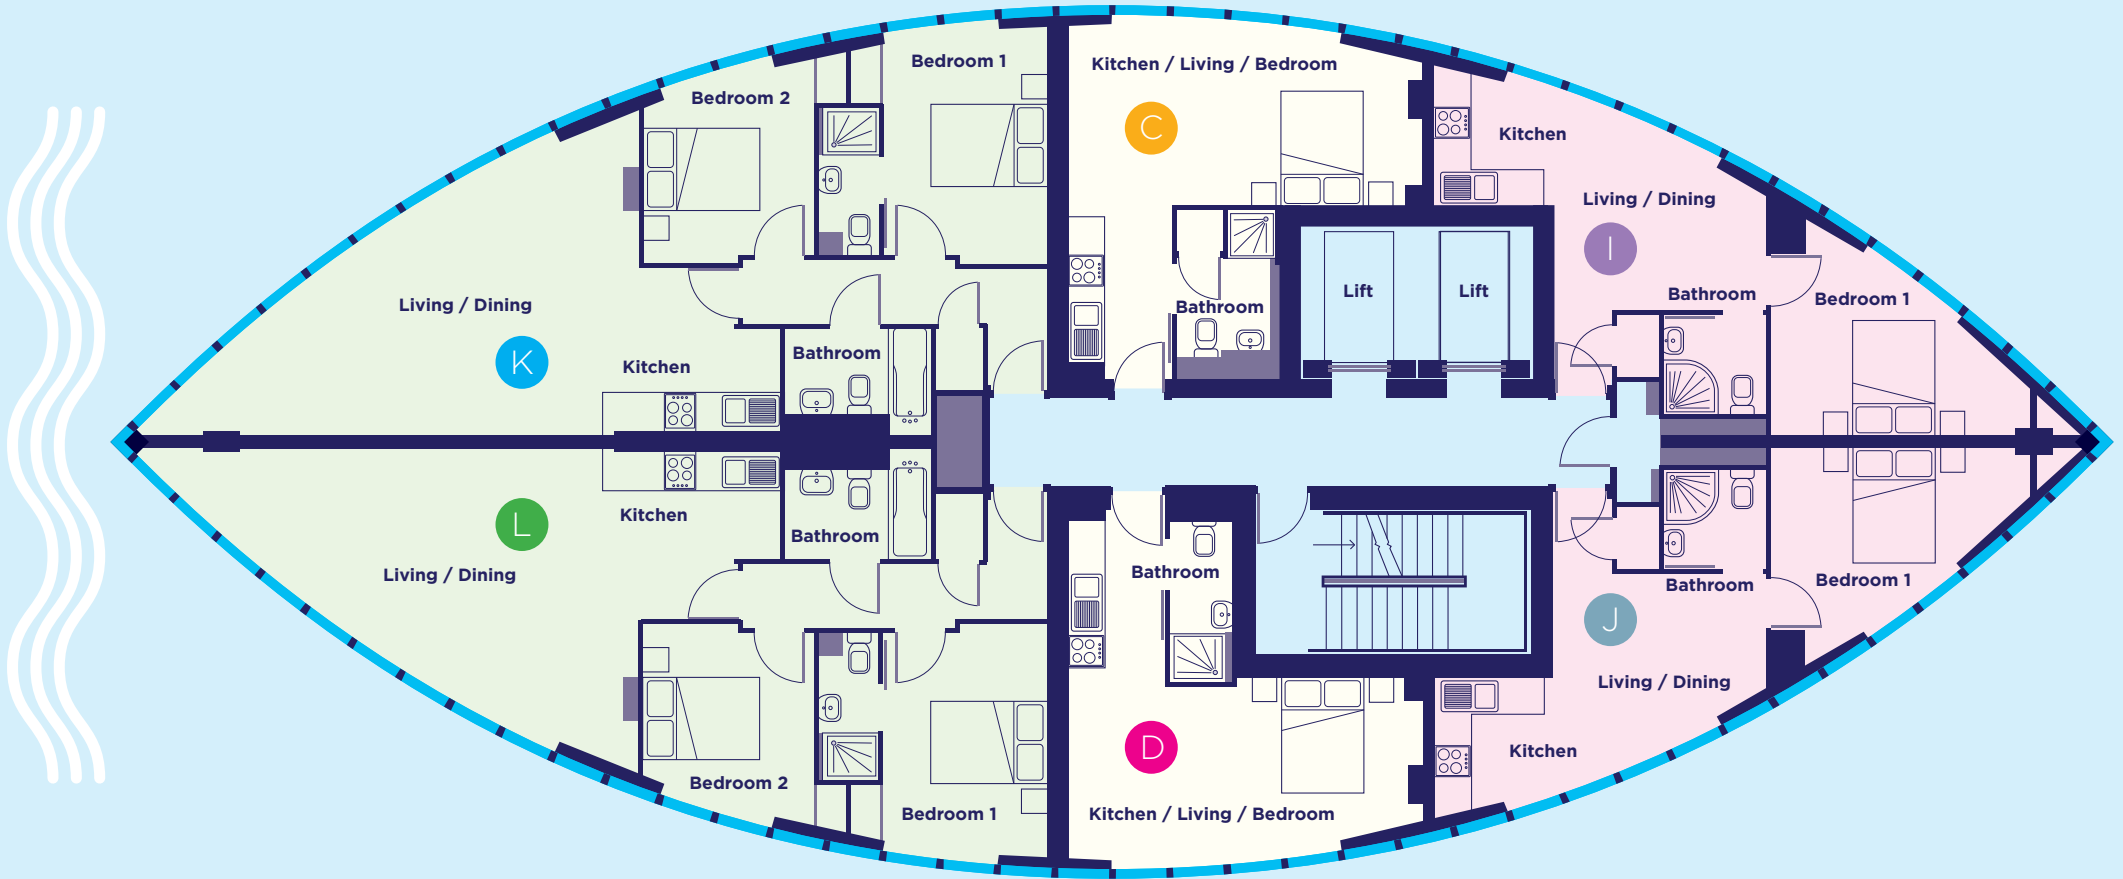 Bedroom 1
Bedroom 2
Kitchen / Living / Bedroom
C
Kitchen
Living / Dining
I
Living / Dining
K
Kitchen
Bathroom
Bathroom
Lift
Lift
Bathroom
Bedroom 1
L
Kitchen
Bathroom
Living / Dining
Bathroom
Bathroom
Bedroom 1
J
Living / Dining
D
Kitchen
Bedroom 2
Bedroom 1
Kitchen / Living / Bedroom